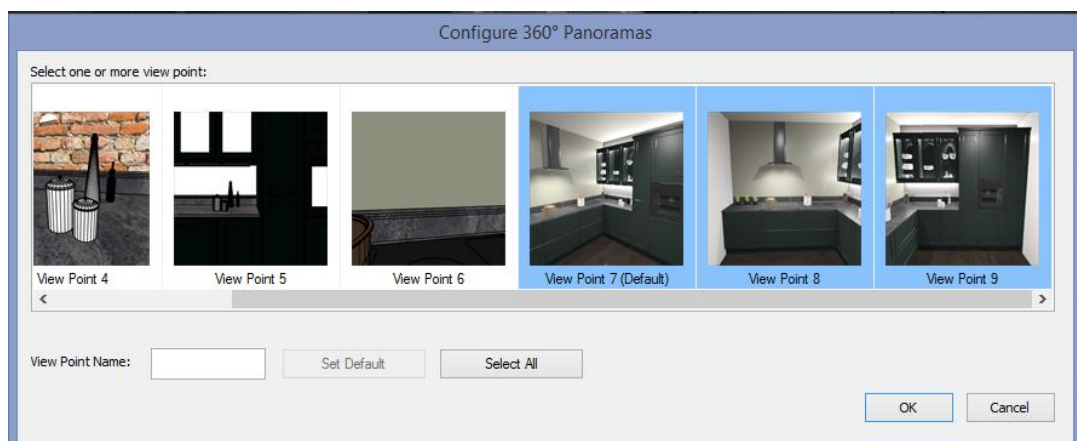 Configure 360° Panoramas
Select one or more view point:
View Point 4
View Point 5
View Point 6
View Point 7 (Default)
View Point 8
View Point 9
View Point Name:
Set Default
Select All
OK
Cancel